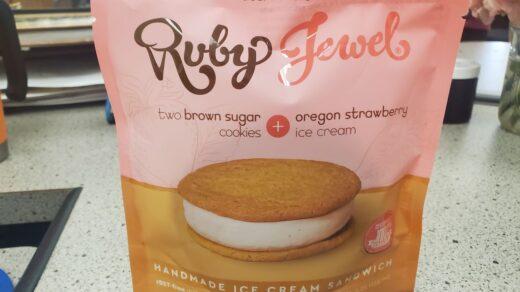 Ruby Jewel
two brown sugar cookies + oregon strawberry ice cream
HANDMADE ICE CREAM SANDWICH